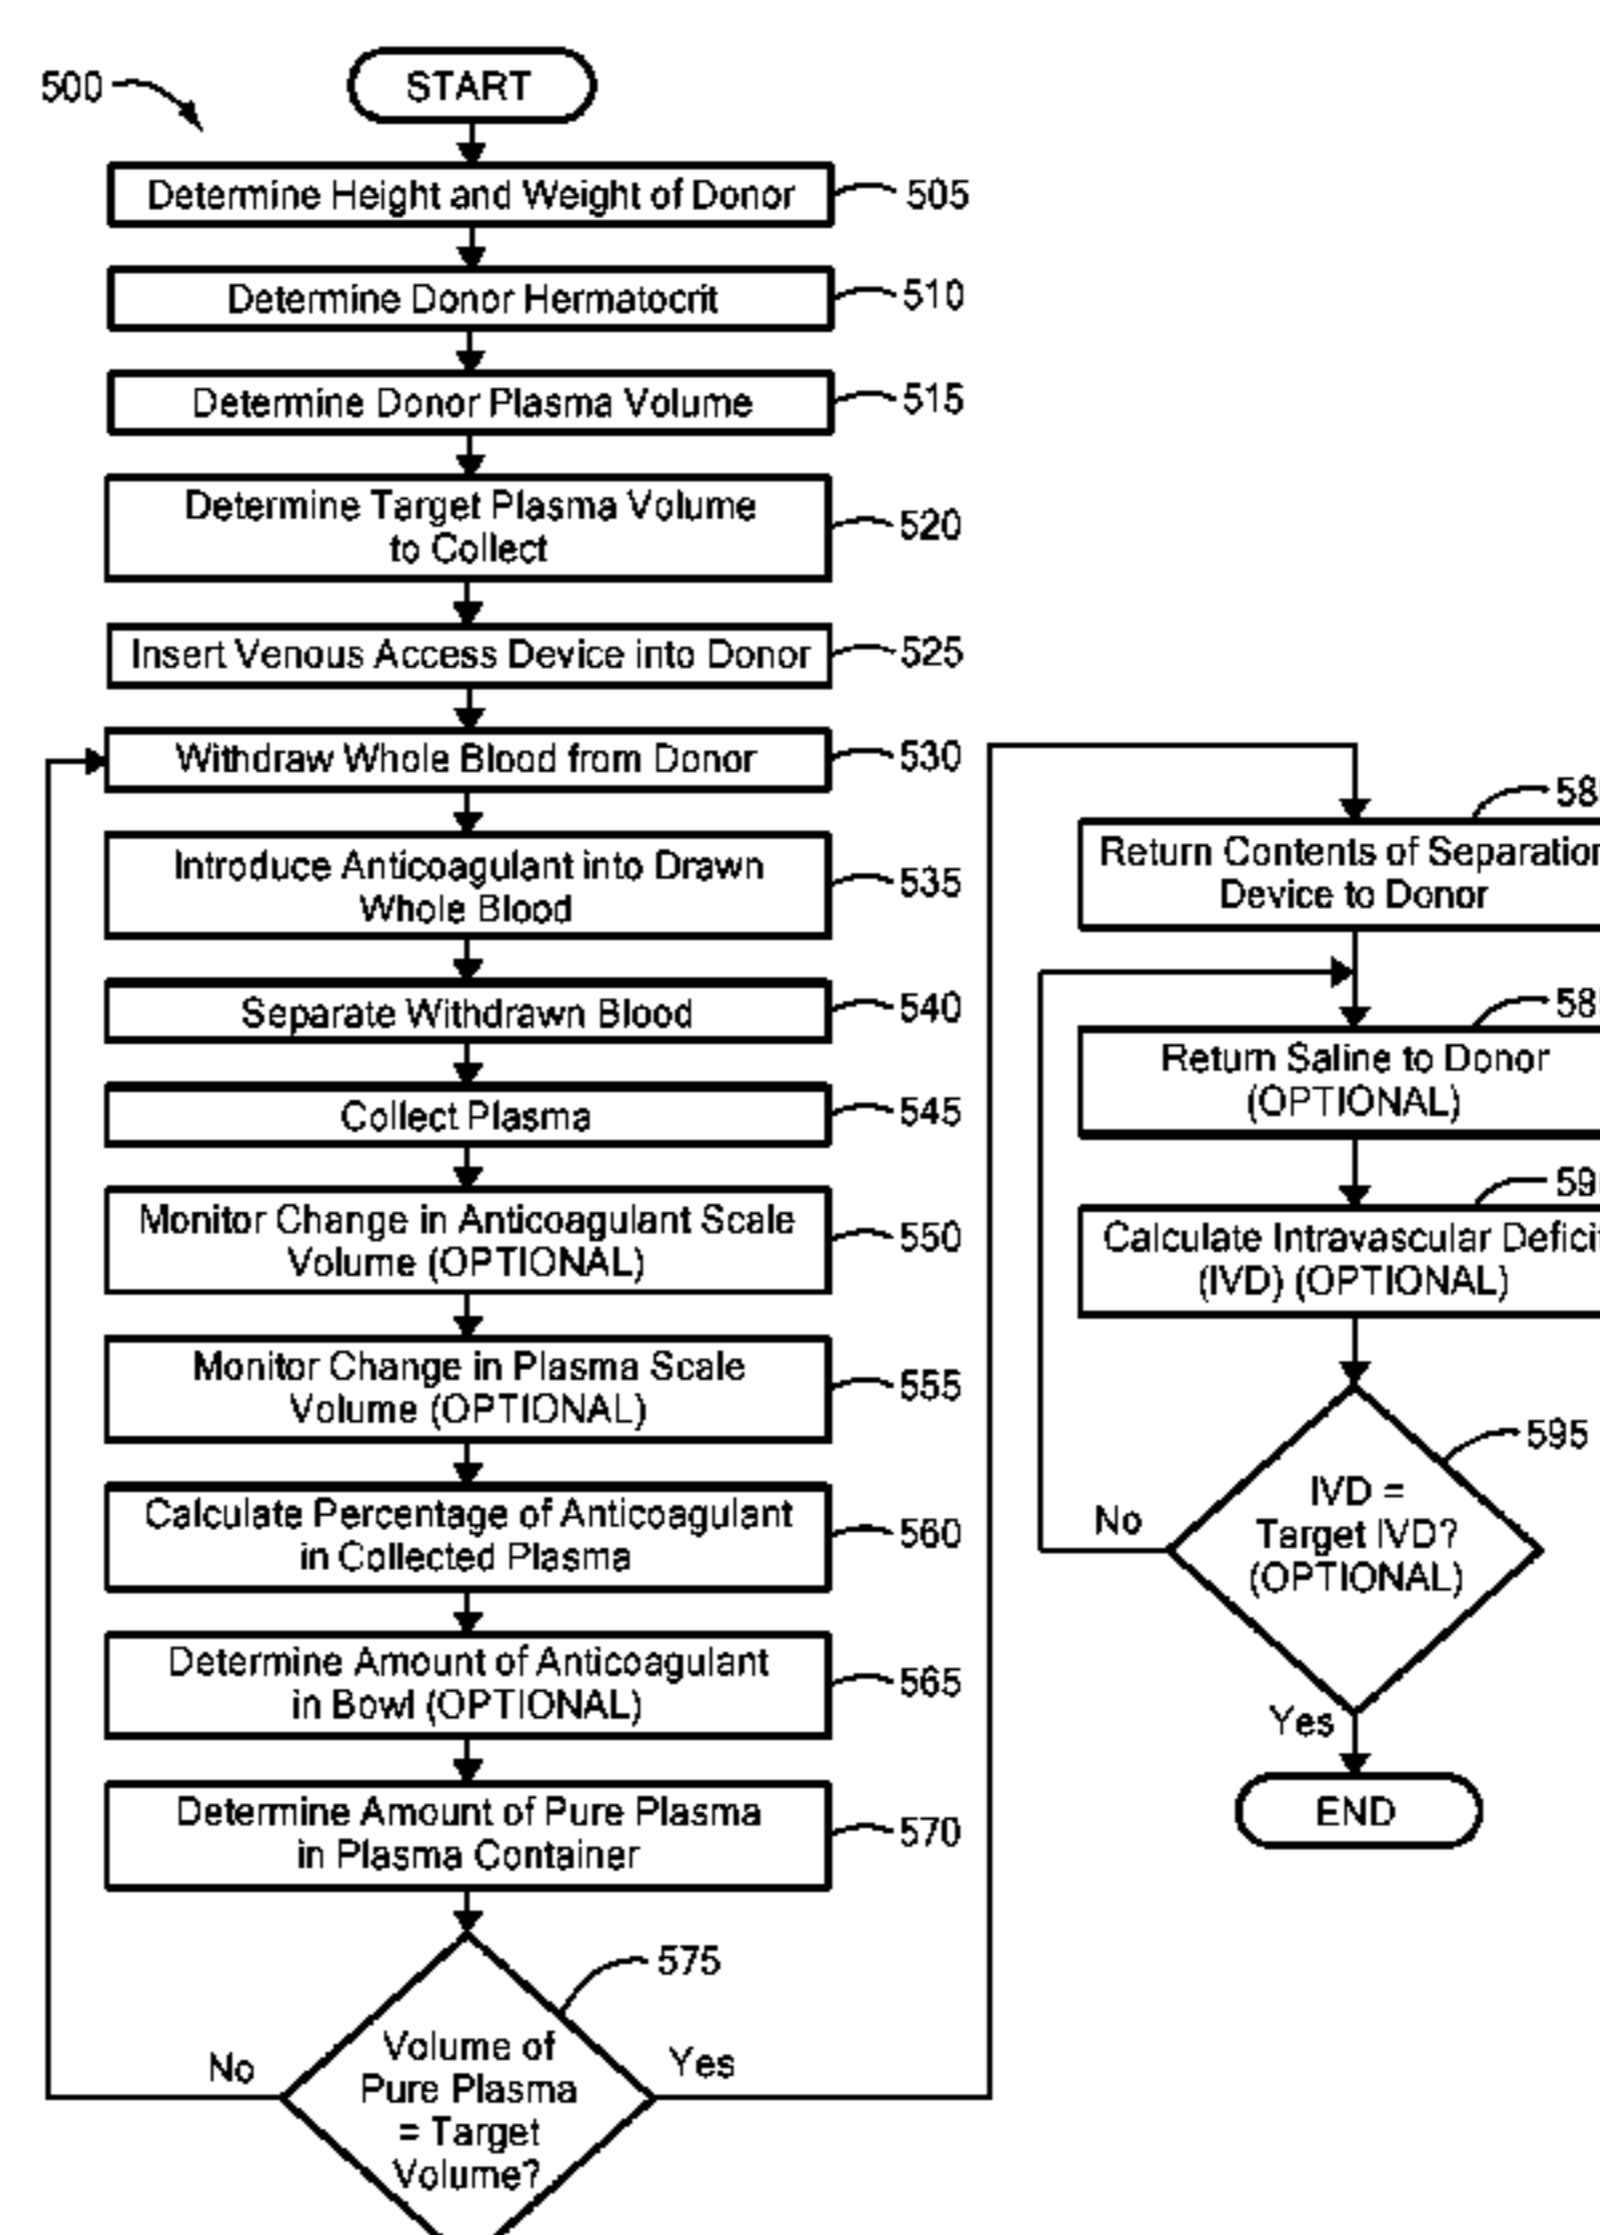 500
START
Determine Height and Weight of Donor
505
Determine Donor Hermatocrit
510
Determine Donor Plasma Volume
515
Determine Target Plasma Volume
to Collect
520
Insert Venous Access Device into Donor
525
Withdraw Whole Blood from Donor
530
Introduce Anticoagulant into Drawn
Whole Blood
535
Separate Withdrawn Blood
540
Collect Plasma
545
Monitor Change in Anticoagulant Scale
Volume (OPTIONAL)
550
Monitor Change in Plasma Scale
Volume (OPTIONAL)
555
Calculate Percentage of Anticoagulant
in Collected Plasma
560
Determine Amount of Anticoagulant
in Bowl (OPTIONAL)
565
Determine Amount of Pure Plasma
in Plasma Container
570
575
Volume of
Pure Plasma
= Target
Volume?
No
Yes
Return Contents of Separation
Device to Donor
Return Saline to Donor
(OPTIONAL)
Calculate Intravascular Deficit
(IVD) (OPTIONAL)
595
IVD =
Target IVD?
(OPTIONAL)
No
Yes
END